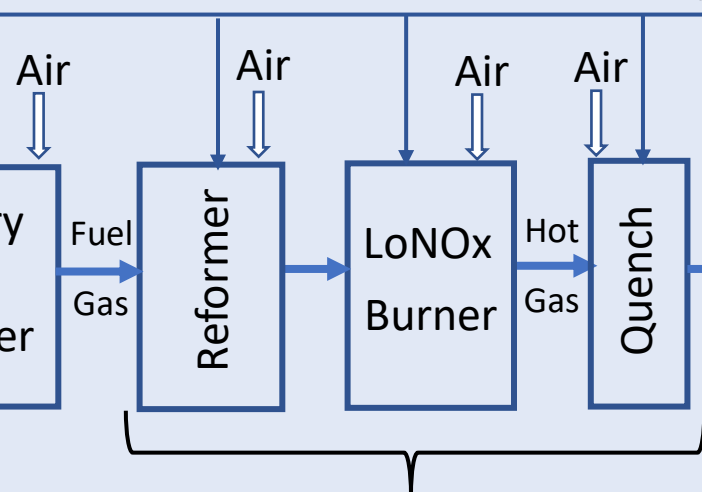 Air
Air
Air
Air
Fuel
Gas
Reformer
LoNOx
Burner
Hot
Gas
Quench